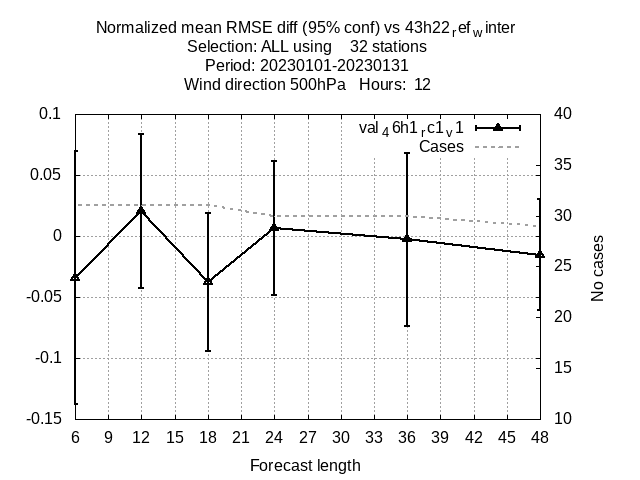 Normalized mean RMSE diff (95% conf) vs 43h22refwinter
Selection: ALL using 32 stations
Period: 20230101-20230131
Wind direction 500hPa Hours: 12
0.1
0.05
0
-0.05
-0.1
-0.15
val46h1rc1v1
Cases
40
35
30
25
20
15
10
No cases
6 9 12 15 18 21 24 27 30 33 36 39 42 45 48
Forecast length